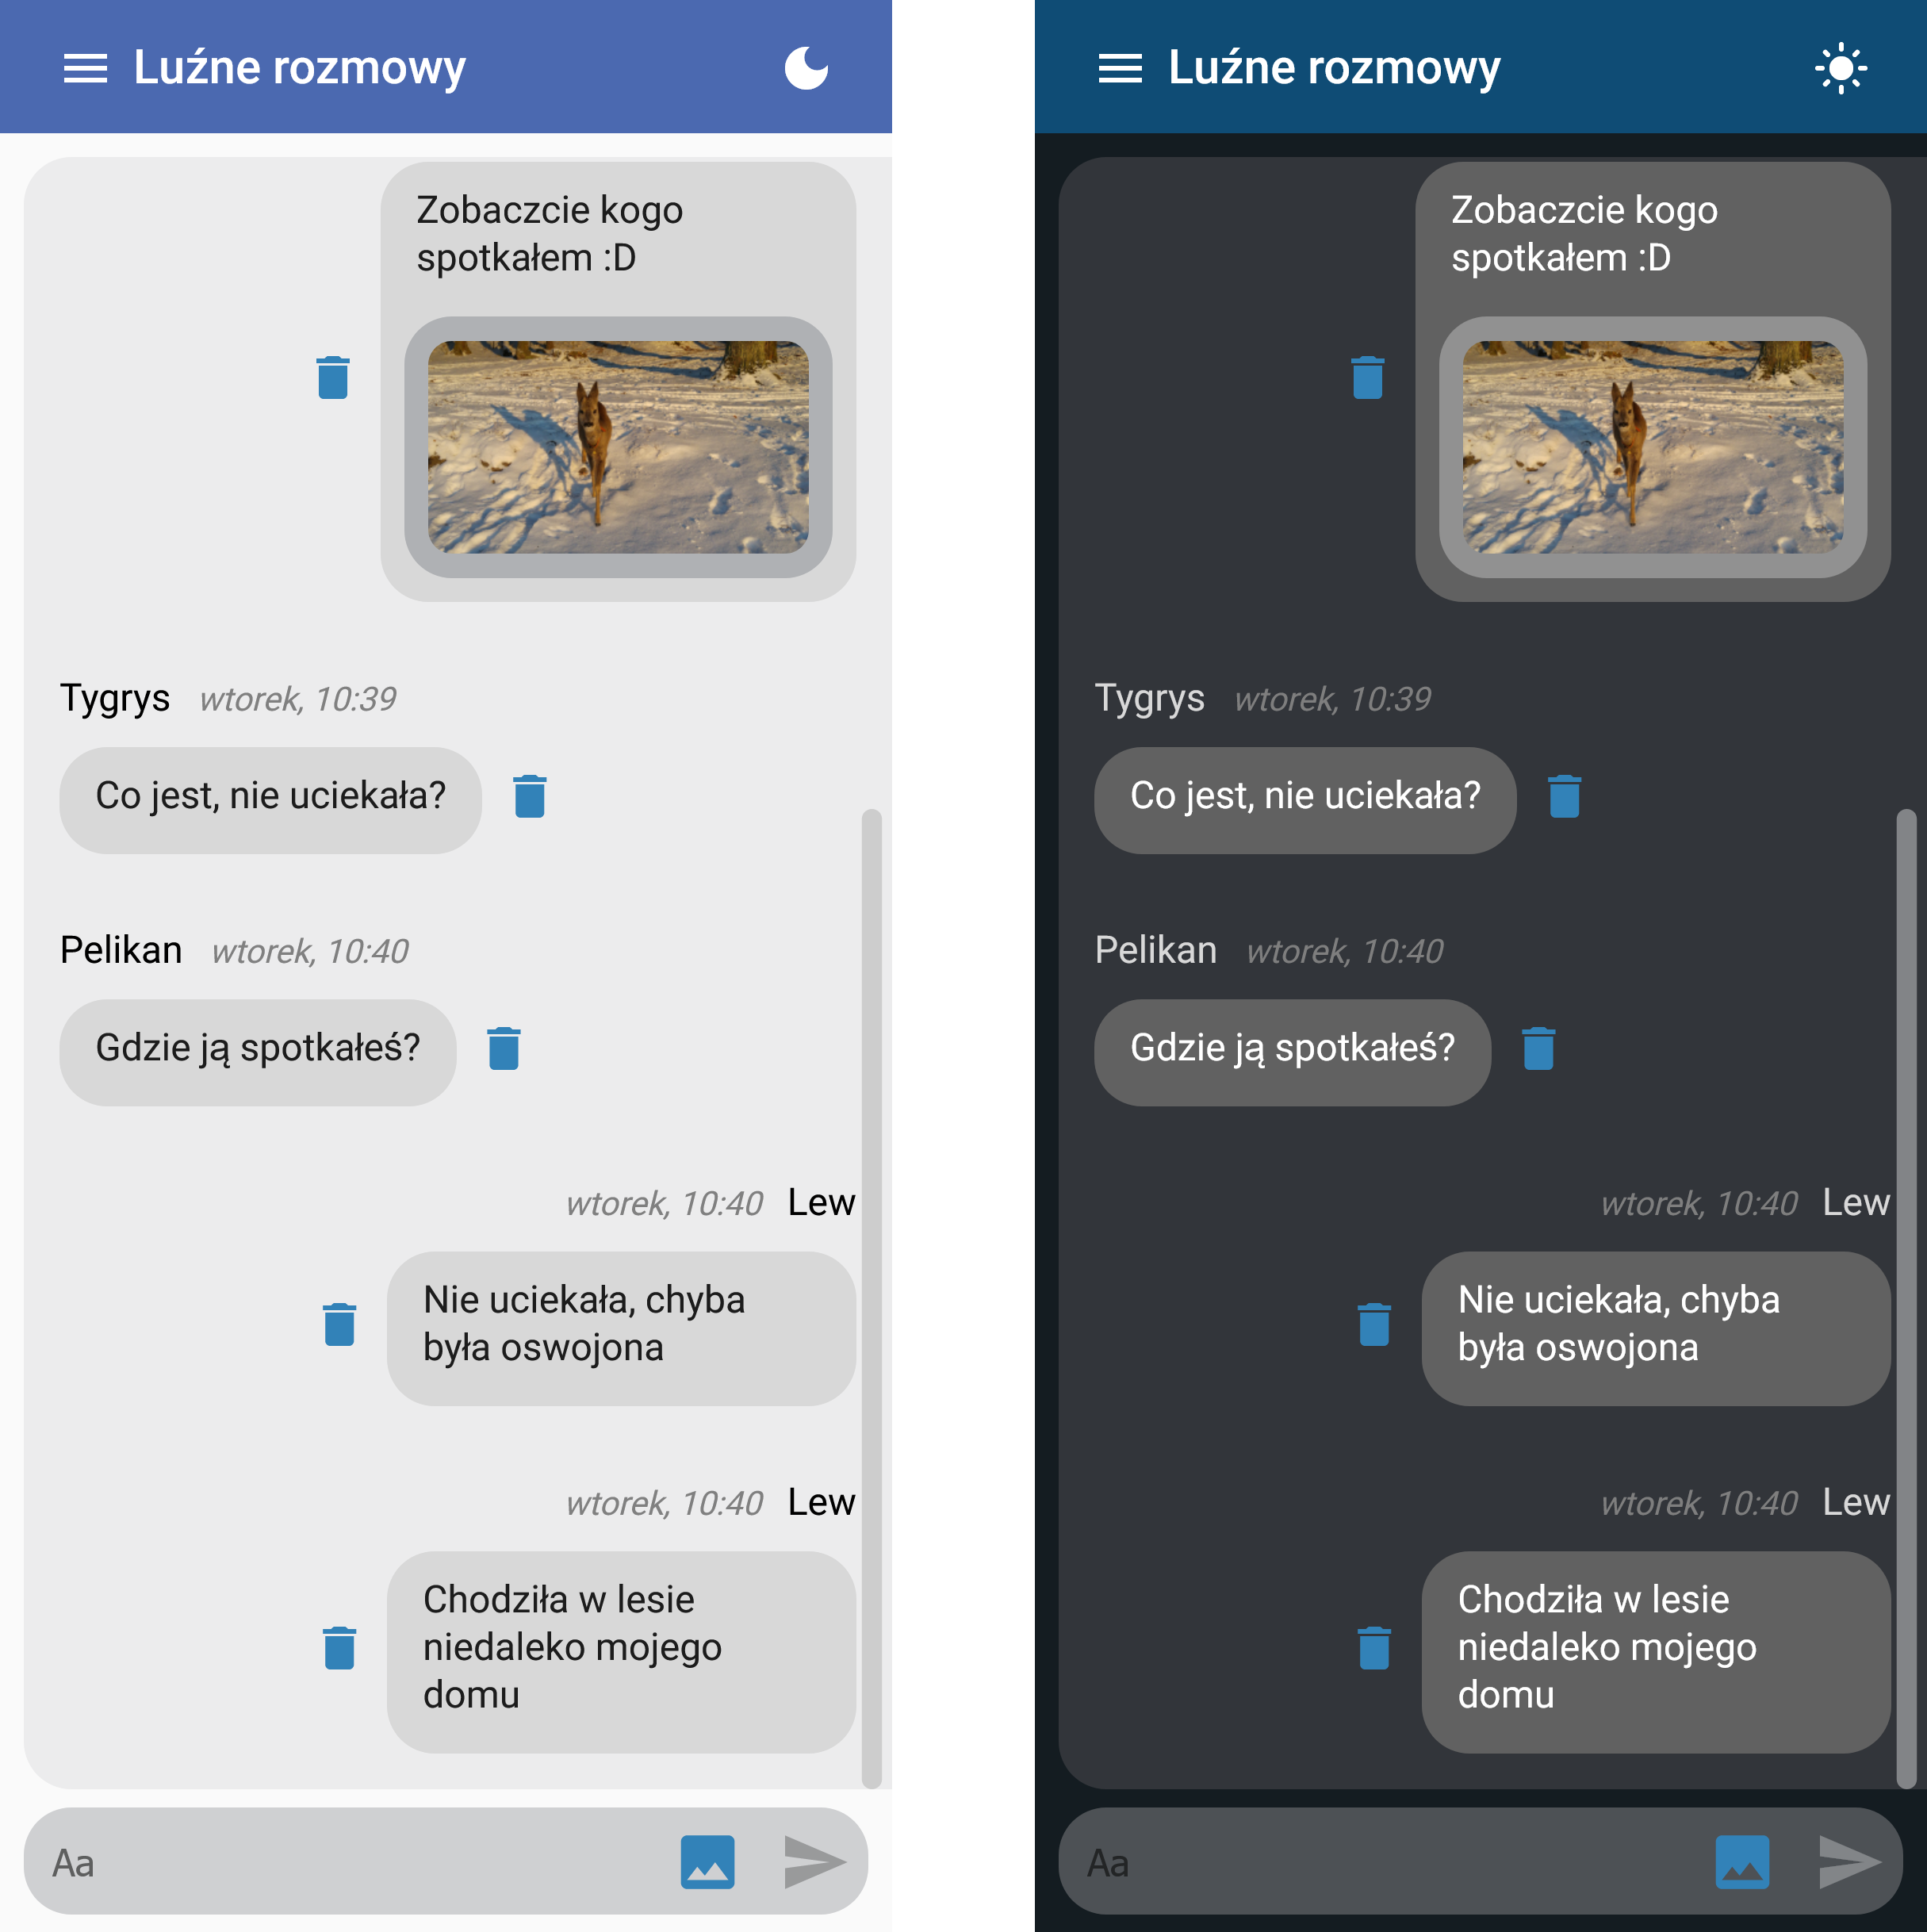 Luźne rozmowy
Zobaczcie kogo
spotkałem :D
Tygrys wtorek, 10:39
Co jest, nie uciekała?
Pelikan wtorek, 10:40
Gdzie ją spotkałeś?
wtorek, 10:40 Lew
Nie uciekała, chyba
była oswojona
wtorek, 10:40 Lew
Chodziła w lesie
niedaleko mojego
domu
Aa
Luźne rozmowy
Zobaczcie kogo
spotkałem :D
Tygrys wtorek, 10:39
Co jest, nie uciekała?
Pelikan wtorek, 10:40
Gdzie ją spotkałeś?
wtorek, 10:40 Lew
Nie uciekała, chyba
była oswojona
wtorek, 10:40 Lew
Chodziła w lesie
niedaleko mojego
domu
Aa